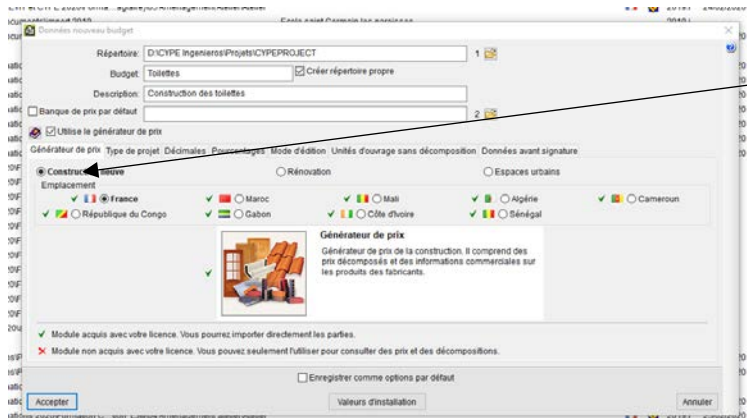 Données nouveau budget
Répertoire: D:\CYPE Ingenieros\Projets\CYPEPROJECT 1
Budget: Toilettes Créer répertoire propre
Description: Construction des toilettes
Banque de prix par défaut 2
Utilise le générateur de prix
Générateur de prix Type de projet Décimales Pourcentages Mode d'édition Unités d'ouvrage sans décomposition Données avant signature
Construction neuve Rénovation Espaces urbains
Emplacement
France Maroc Mali Algérie Cameroun
République du Congo Gabon Côte d'Ivoire Sénégal
Générateur de prix
Générateur de prix de la construction. Il comprend des
prix décomposés et des informations commerciales sur
les produits des fabricants.
Module acquis avec votre licence. Vous pourrez importer directement les parties.
Module non acquis avec votre licence. Vous pouvez seulement l'utiliser pour consulter des prix et des décompositions.
Enregistrer comme options par défaut
Accepter Valeurs d'installation Annuler